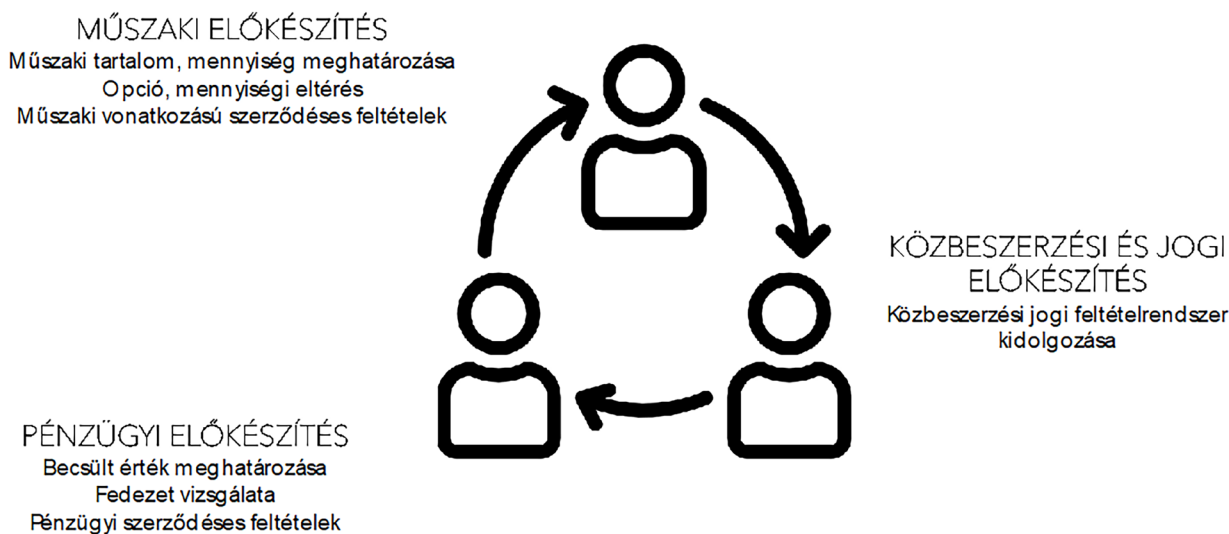 MŰSZAKI ELŐKÉSZÍTÉS
Műszaki tartalom, mennyiség meghatározása
Opció, mennyiségi eltérés
Műszaki vonatkozású szerződéses feltételek
KÖZBESZERZÉSI ÉS JOGI
ELŐKÉSZÍTÉS
Közbeszerzési jogi feltételrendszer
kidolgozása
PÉNZÜGYI ELŐKÉSZÍTÉS
Becsült érték meghatározása
Fedezet vizsgálata
Pénzügyi szerződéses feltételek